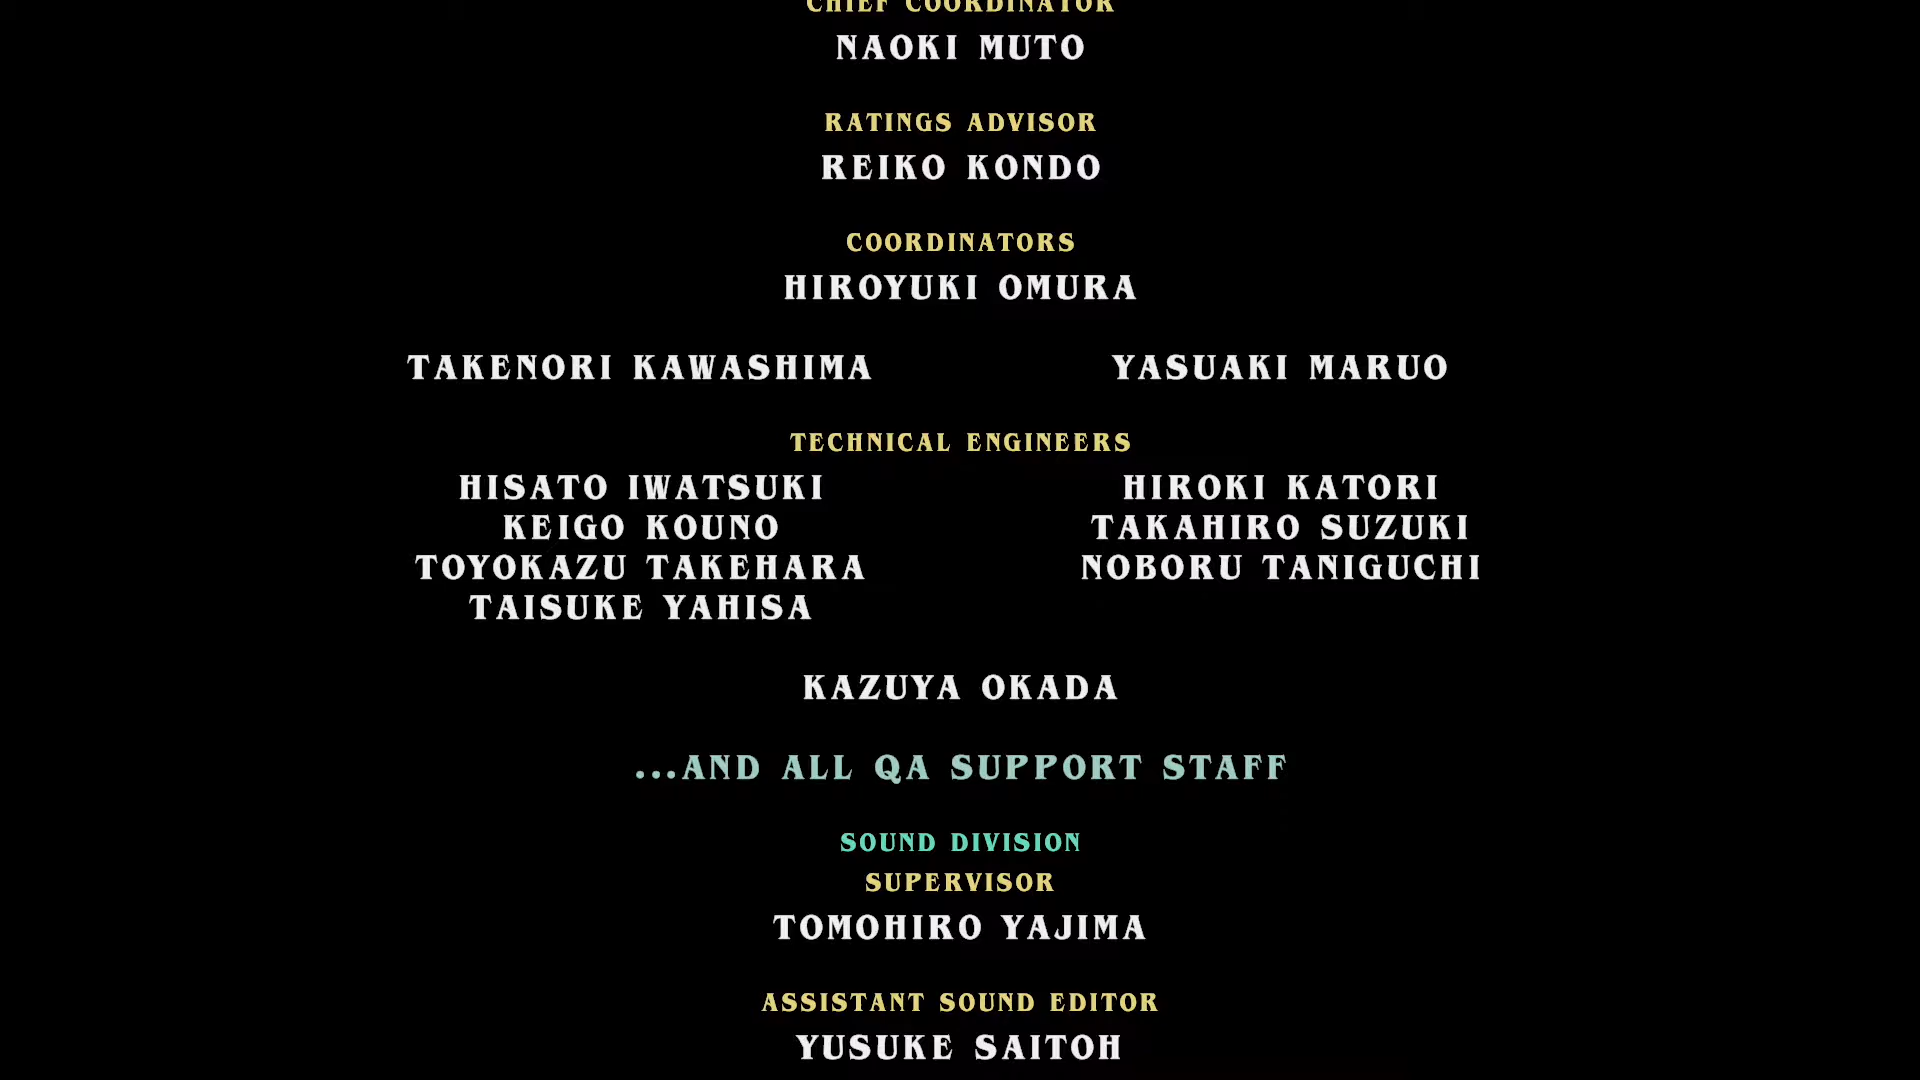 CHIEF COORDINATOR
NAOKI MUTO
RATINGS ADVISOR
REIKO KONDO
COORDINATORS
HIROYUKI OMURA
TAKENORI KAWASHIMA YASUAKI MARUO
TECHNICAL ENGINEERS
HISATO IWATSUKI HIROKI KATORI
KEIGO KOUNO TAKAHIRO SUZUKI
TOYOKAZU TAKEHARA NOBORU TANIGUCHI
TAISUKE YAHISA
KAZUYA OKADA
...AND ALL QA SUPPORT STAFF
SOUND DIVISION
SUPERVISOR
TOMOHIRO YAJIMA
ASSISTANT SOUND EDITOR
YUSUKE SAITOH